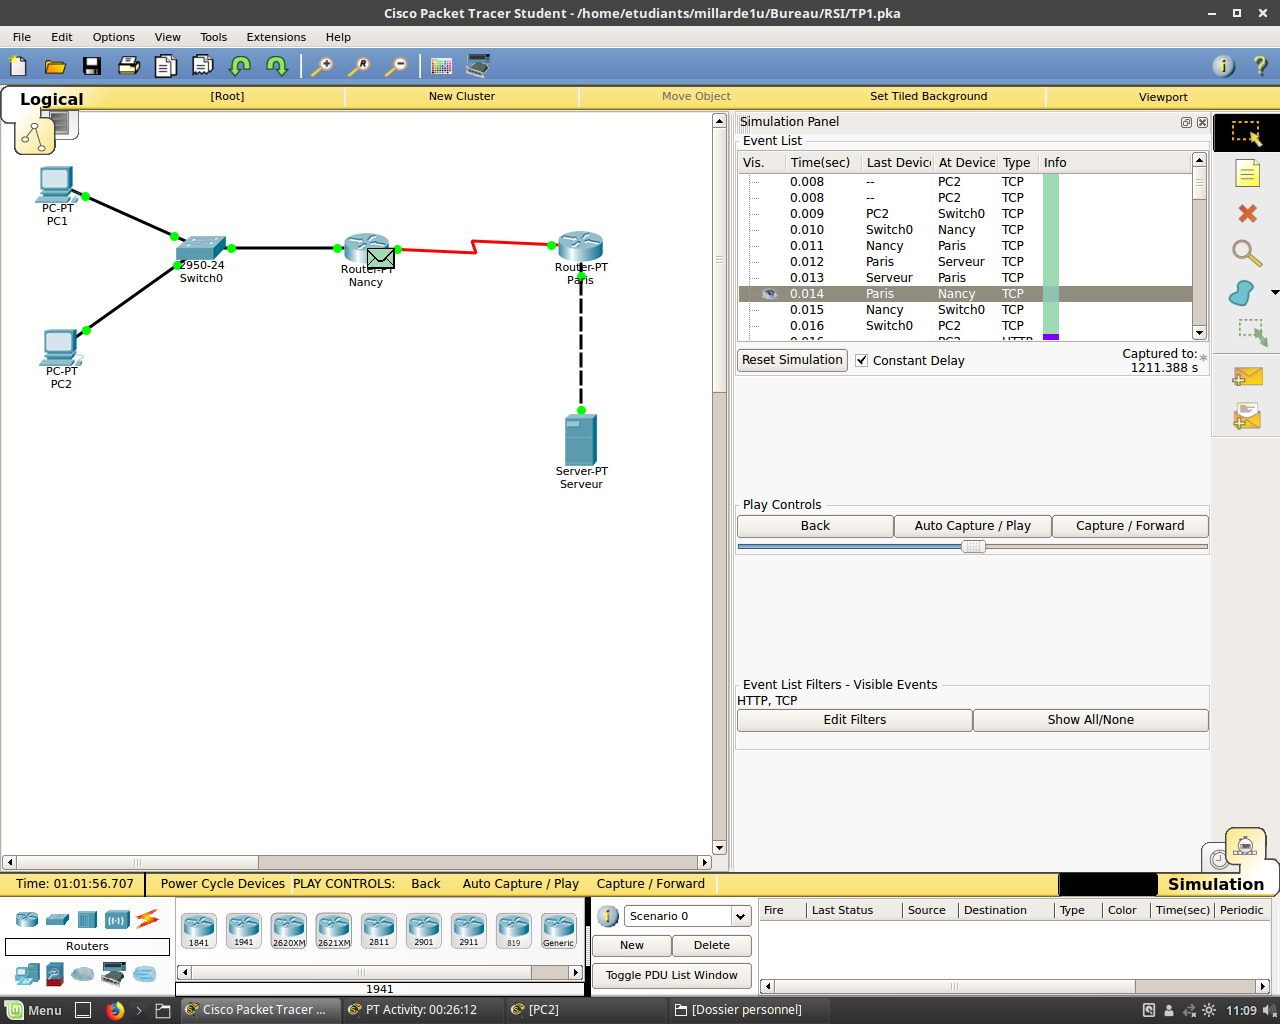 Cisco Packet Tracer Student - /home/etudiants/millarde1u/Bureau/RSI/TP1.pka
File Edit Options View Tools Extensions Help
Logical [Root] New Cluster Move Object Set Tiled Background Viewport
Simulation Panel
Event List
Vis. Time(sec) Last Devic At Device Type Info
0.008 -- PC2 TCP
0.008 -- PC2 TCP
0.009 PC2 Switch0 TCP
0.010 Switch0 Nancy TCP
0.011 Nancy Paris TCP
0.012 Paris Serveur TCP
0.013 Serveur Paris TCP
0.014 Paris Nancy TCP
0.015 Nancy Switch0 TCP
0.016 Switch0 PC2 TCP
0.016 -- PC2 HTTP
Reset Simulation Constant Delay Captured to: *
1211.388 s
Play Controls
Back Auto Capture / Play Capture / Forward
Event List Filters - Visible Events
HTTP, TCP
Edit Filters Show All/None
PC-PT
PC1
2950-24
Switch0
Router-PT
Nancy
Router-PT
Paris
PC-PT
PC2
Server-PT
Serveur
Time: 01:01:56.707 Power Cycle Devices PLAY CONTROLS: Back Auto Capture / Play Capture / Forward Simulation
Routers
1841 1941 2620XM 2621XM 2811 2901 2911 819 Generic
1941
Scenario 0
New Delete
Toggle PDU List Window
Fire Last Status Source Destination Type Color Time(sec) Periodic
Menu Cisco Packet Tracer ... PT Activity: 00:26:12 [PC2] [Dossier personnel] 11:09